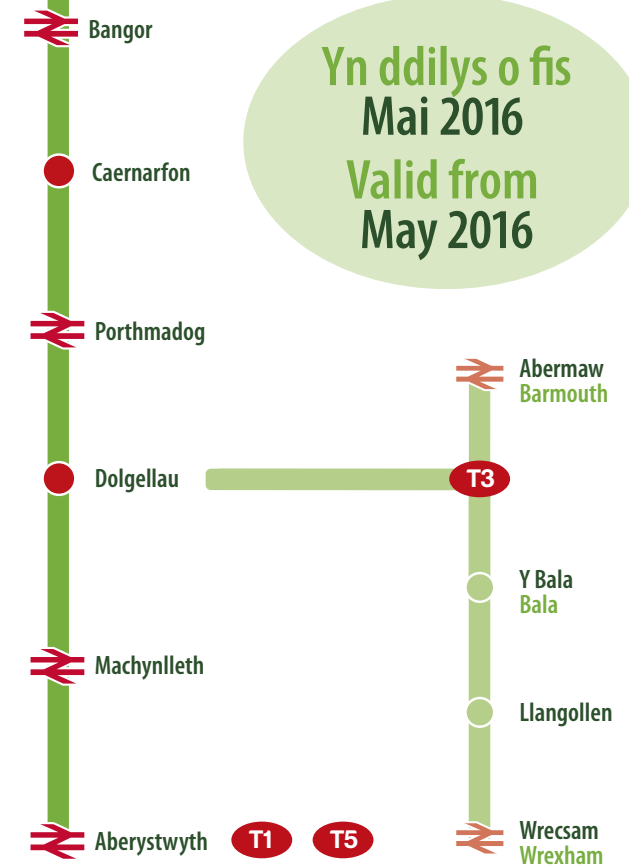 Bangor
Yn ddilys o fis
Mai 2016
Valid from
May 2016
Caernarfon
Porthmadog
Abermaw
Barmouth
Dolgellau
T3
Y Bala
Bala
Machynlleth
Llangollen
Aberystwyth T1 T5
Wrecsam
Wrexham